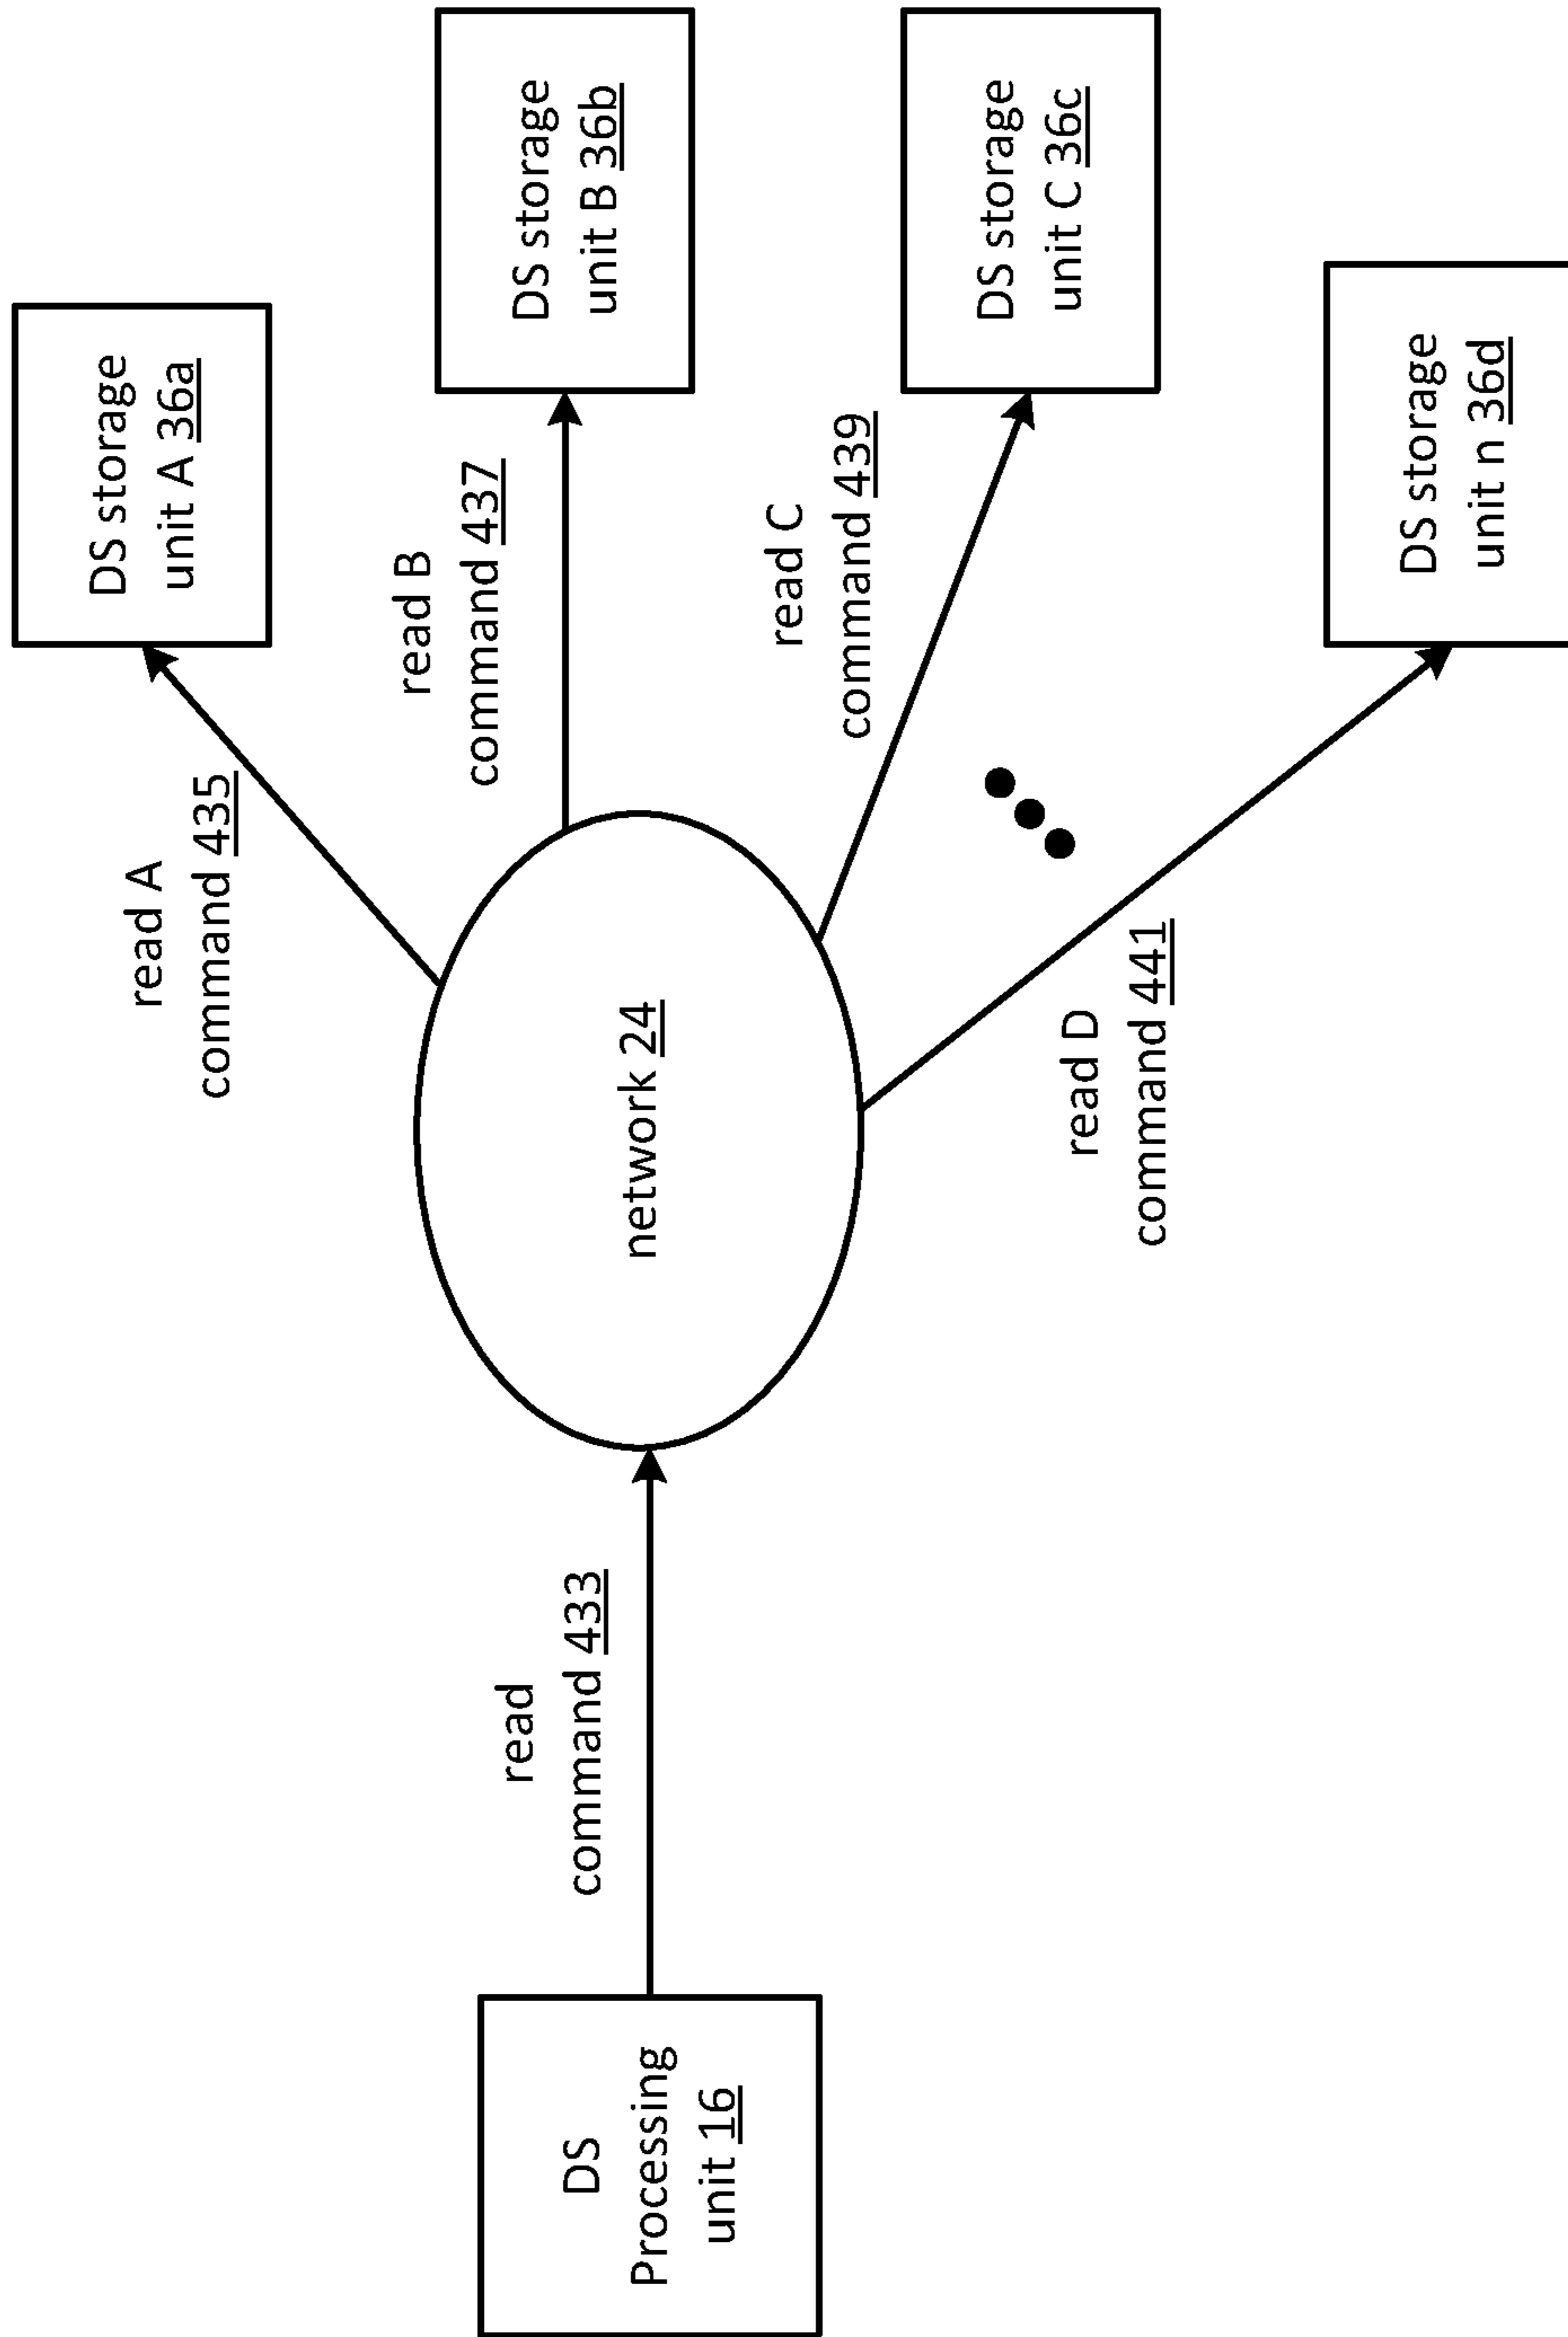 DS
Processing
unit 16
read
command 433
network 24
read A
command 435
DS storage
unit A 36a
read B
command 437
DS storage
unit B 36b
read C
command 439
DS storage
unit C 36c
read D
command 441
DS storage
unit n 36d